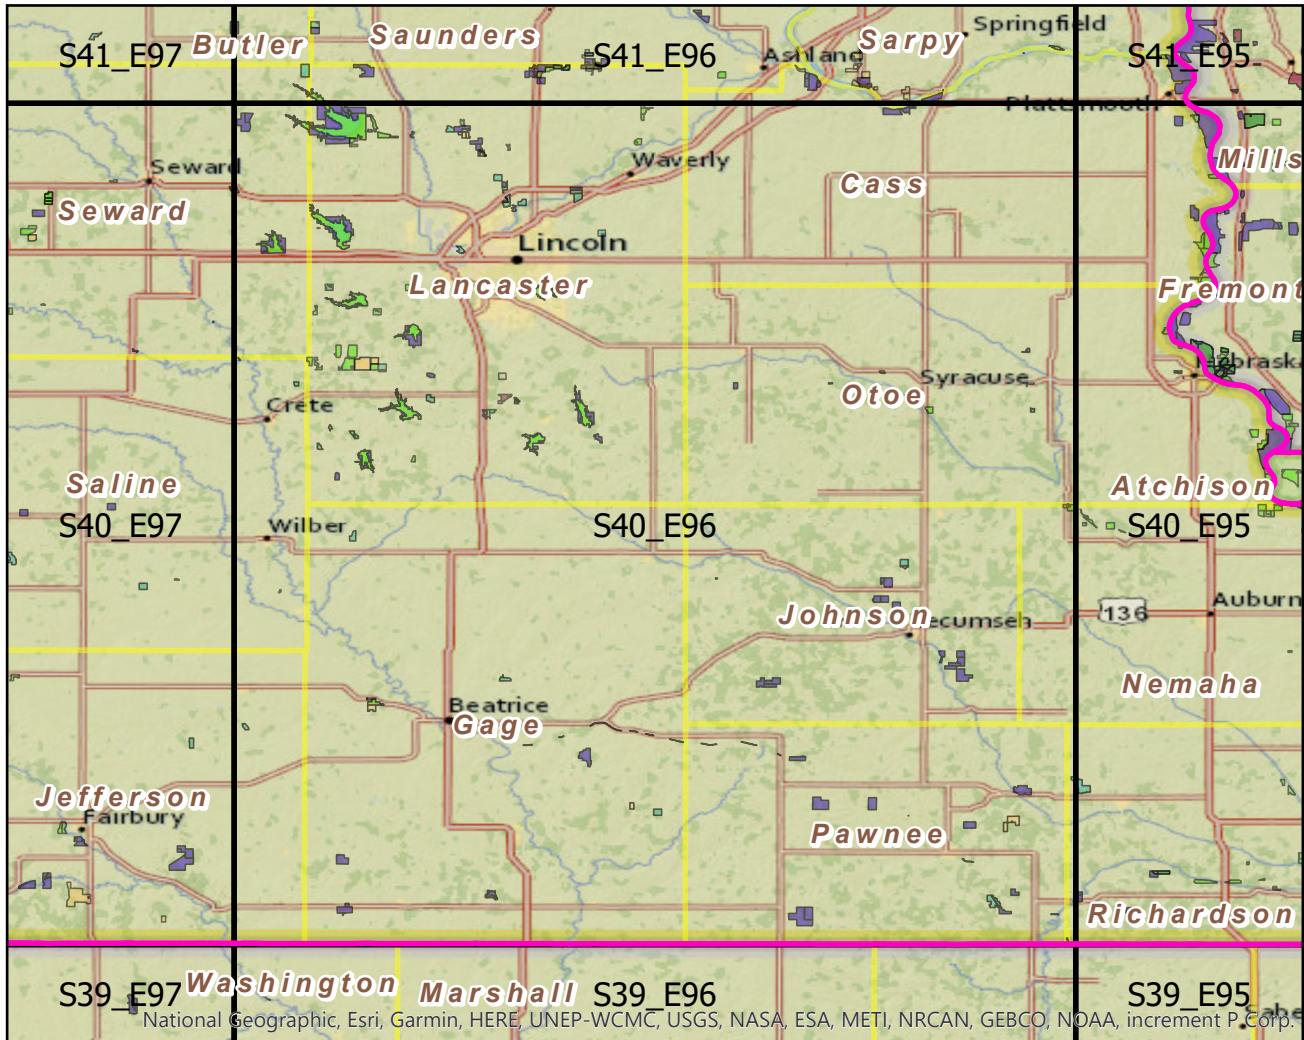 Springfield
Saunders
Butler
Sarpy
S41_E97
S41_E96
S41_E95
Ashland
Plattsmouth
Waverly
Mills
Seward
Cass
Seward
Lincoln
Lancaster
Fremont
Syracuse
Otoe
Crete
Saline
Atchison
S40_E97
Wilber
S40_E96
S40_E95
Auburn
136
Johnson
Nemaha
Beatrice
Gage
Jefferson
Fairbury
Pawnee
Richardson
Washington
Marshall
S39_E97
S39_E96
S39_E95
National Geographic, Esri, Garmin, HERE, UNEP-WCMC, USGS, NASA, ESA, METI, NRCAN, GEBCO, NOAA, increment P Corp.